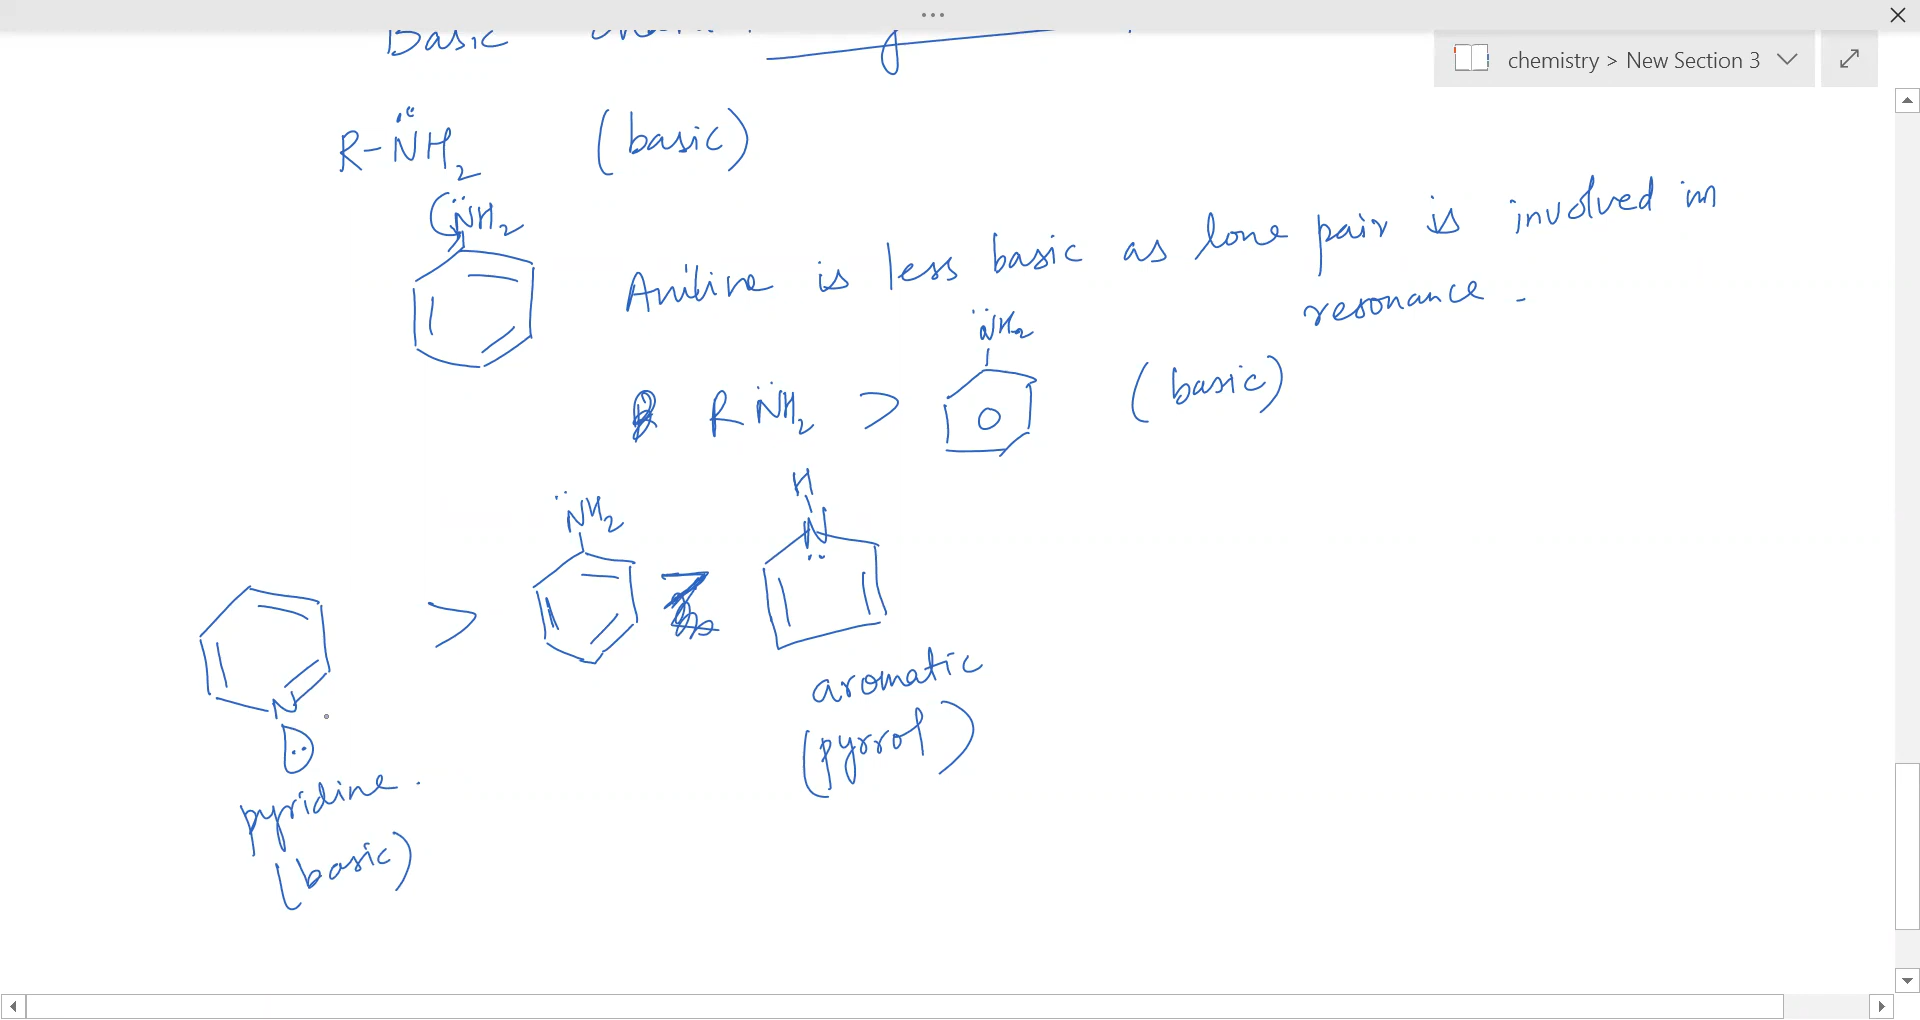 Basic
chemistry > New Section 3
R-NH2 (basic)
NH2
Aniline is less basic as lone pair is involved in
resonance.
NH2
R NH2 > (basic)
H
NH2 N
>
N
aromatic
(pyrrol)
pyridine.
(basic)